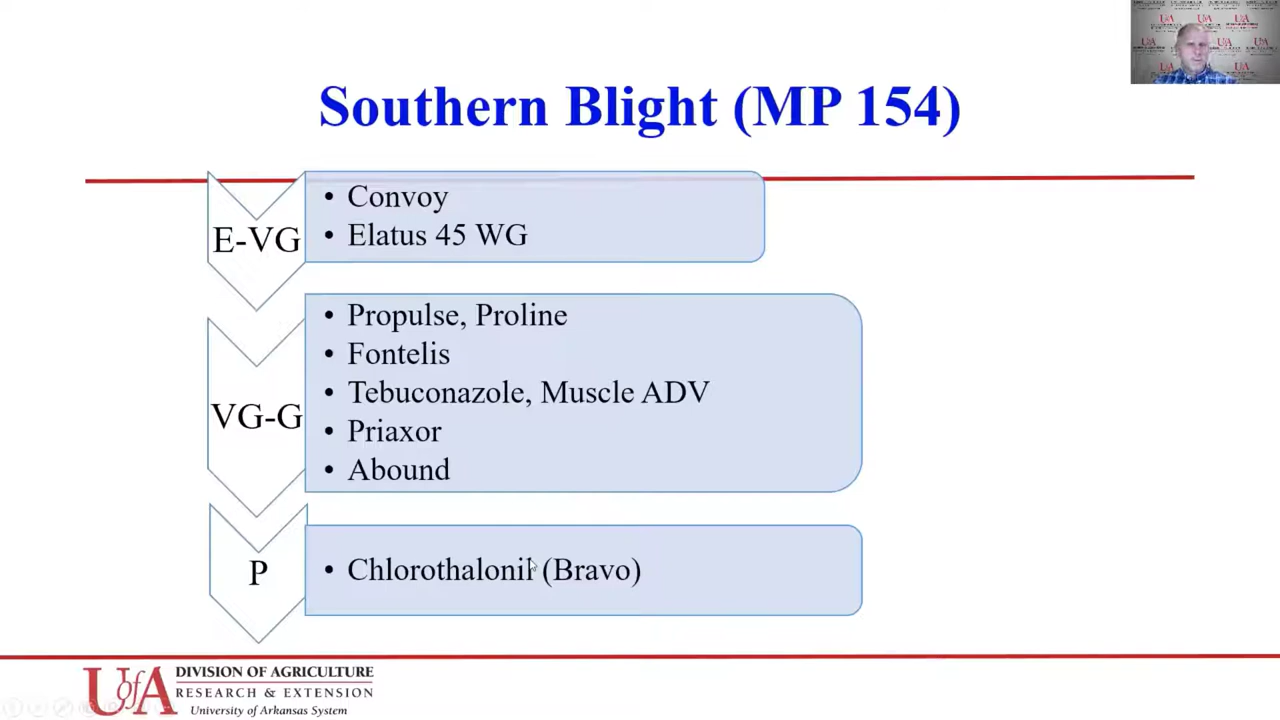 Southern Blight (MP 154)
E-VG
• Convoy
• Elatus 45 WG
VG-G
• Propulse, Proline
• Fontelis
• Tebuconazole, Muscle ADV
• Priaxor
• Abound
P
• Chlorothalonil (Bravo)
UofA
DIVISION OF AGRICULTURE
RESEARCH & EXTENSION
University of Arkansas System